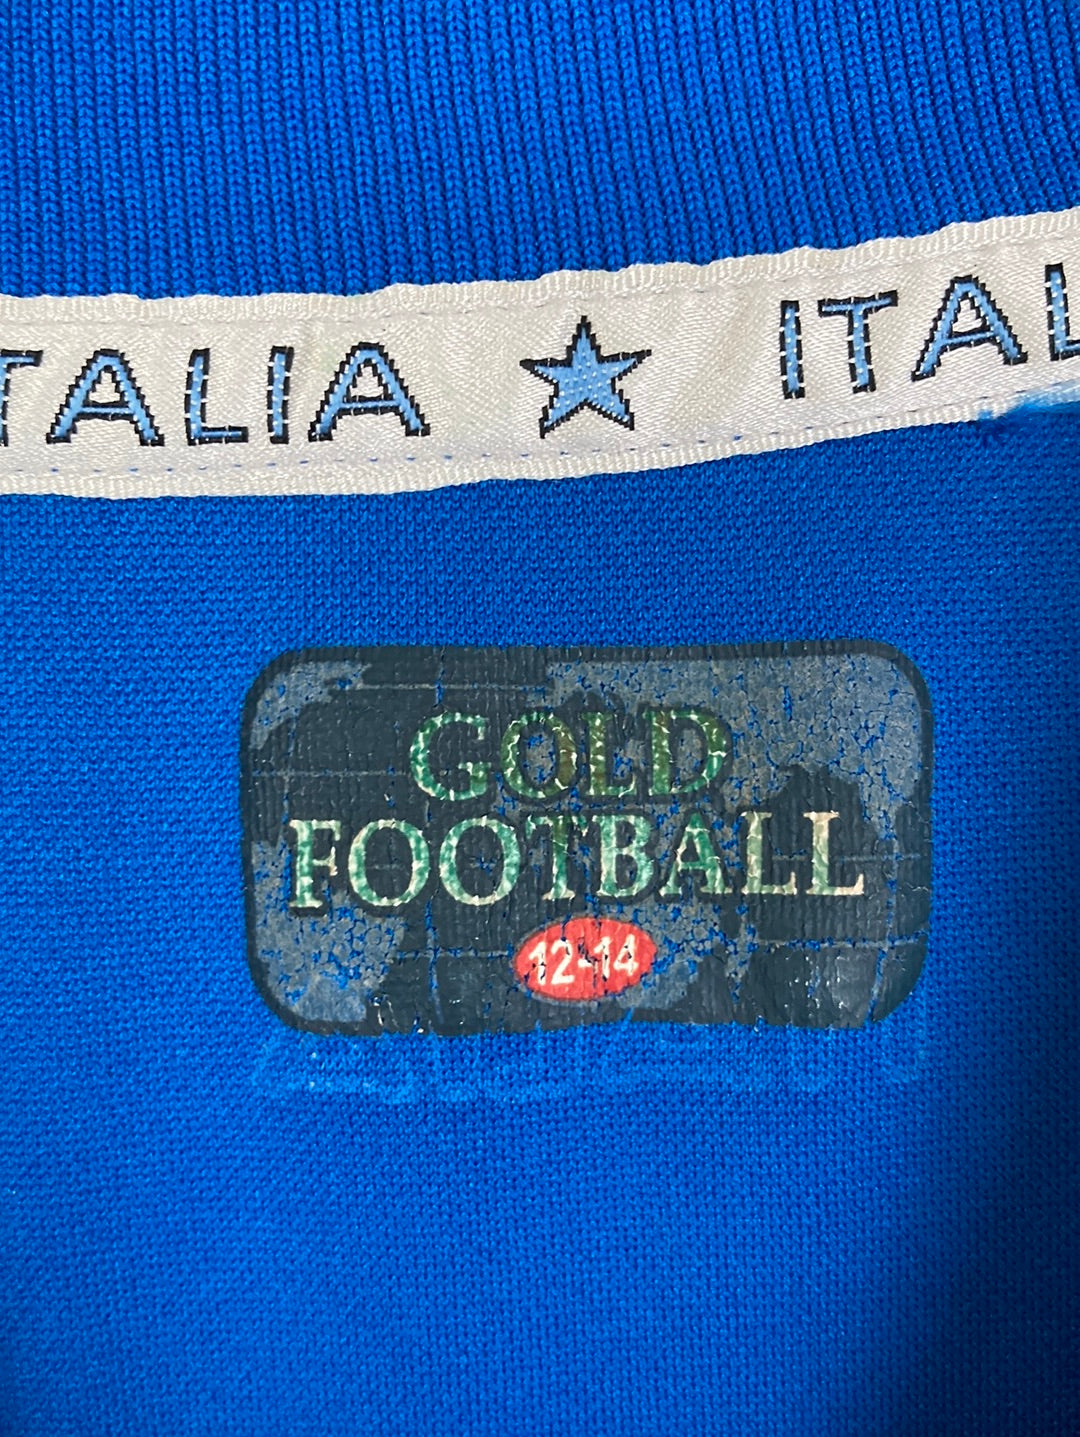 TALIA ★ ITAL
GOLD
FOOTBALL
12-14